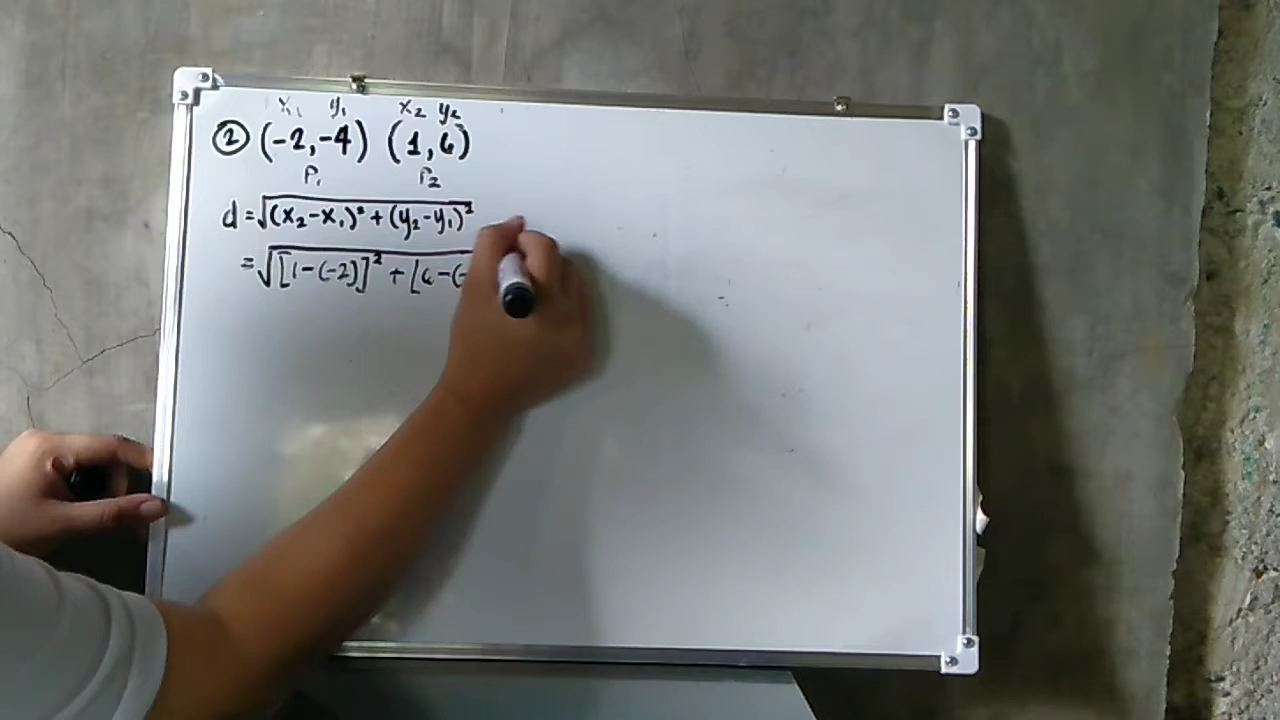 x₁ y₁ x₂ y₂
② (-2,-4) (1,6)
P₁ P₂
d = √(x₂-x₁)² + (y₂-y₁)²
= √[1-(-2)]² + [6-(-